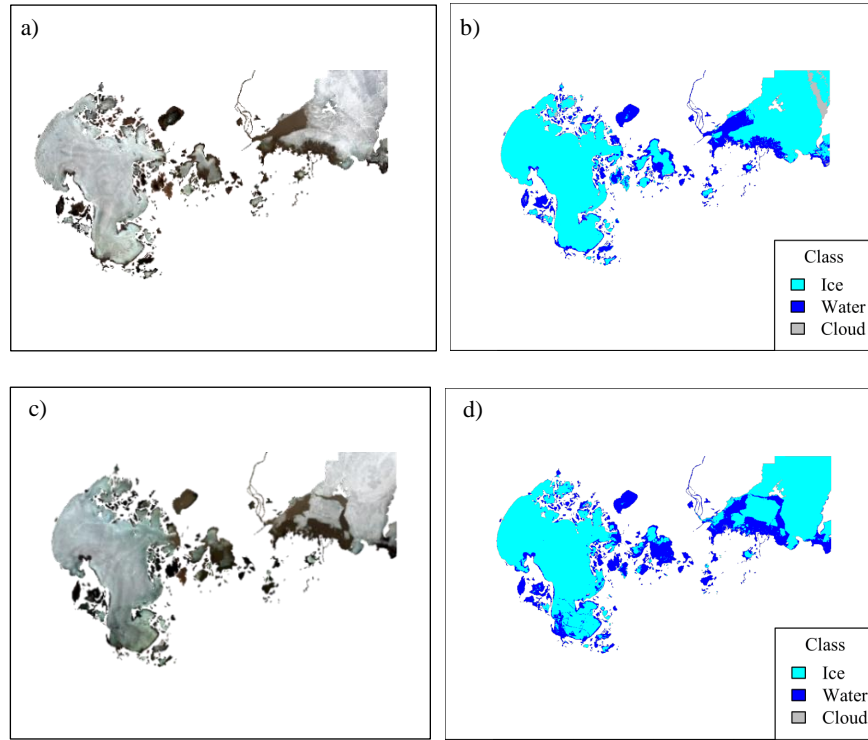 a)
b)
Class
Ice
Water
Cloud
c)
d)
Class
Ice
Water
Cloud